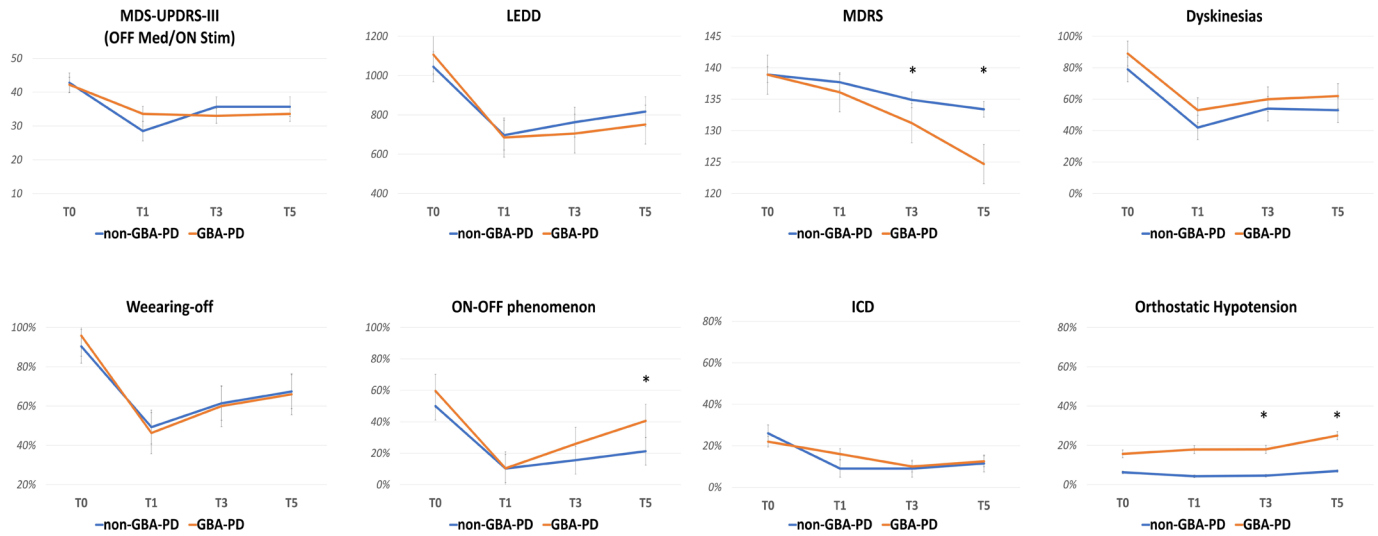 MDS-UPDRS-III
(OFF Med/ON Stim)
50
40
30
20
10
T0 T1 T3 T5
non-GBA-PD GBA-PD
LEDD
1200
1000
800
600
400
T0 T1 T3 T5
non-GBA-PD GBA-PD
MDRS
145
140
135
130
125
120
* *
T0 T1 T3 T5
non-GBA-PD GBA-PD
Dyskinesias
100%
80%
60%
40%
20%
0%
T0 T1 T3 T5
non-GBA-PD GBA-PD
Weearing-off
100%
80%
60%
40%
20%
T0 T1 T3 T5
non-GBA-PD GBA-PD
ON-OFF phenomenon
100%
80%
60%
40%
20%
0%
*
T0 T1 T3 T5
non-GBA-PD GBA-PD
ICD
80%
60%
40%
20%
0%
T0 T1 T3 T5
non-GBA-PD GBA-PD
Orthostatic Hypotension
80%
60%
40%
20%
0%
* *
T0 T1 T3 T5
non-GBA-PD GBA-PD